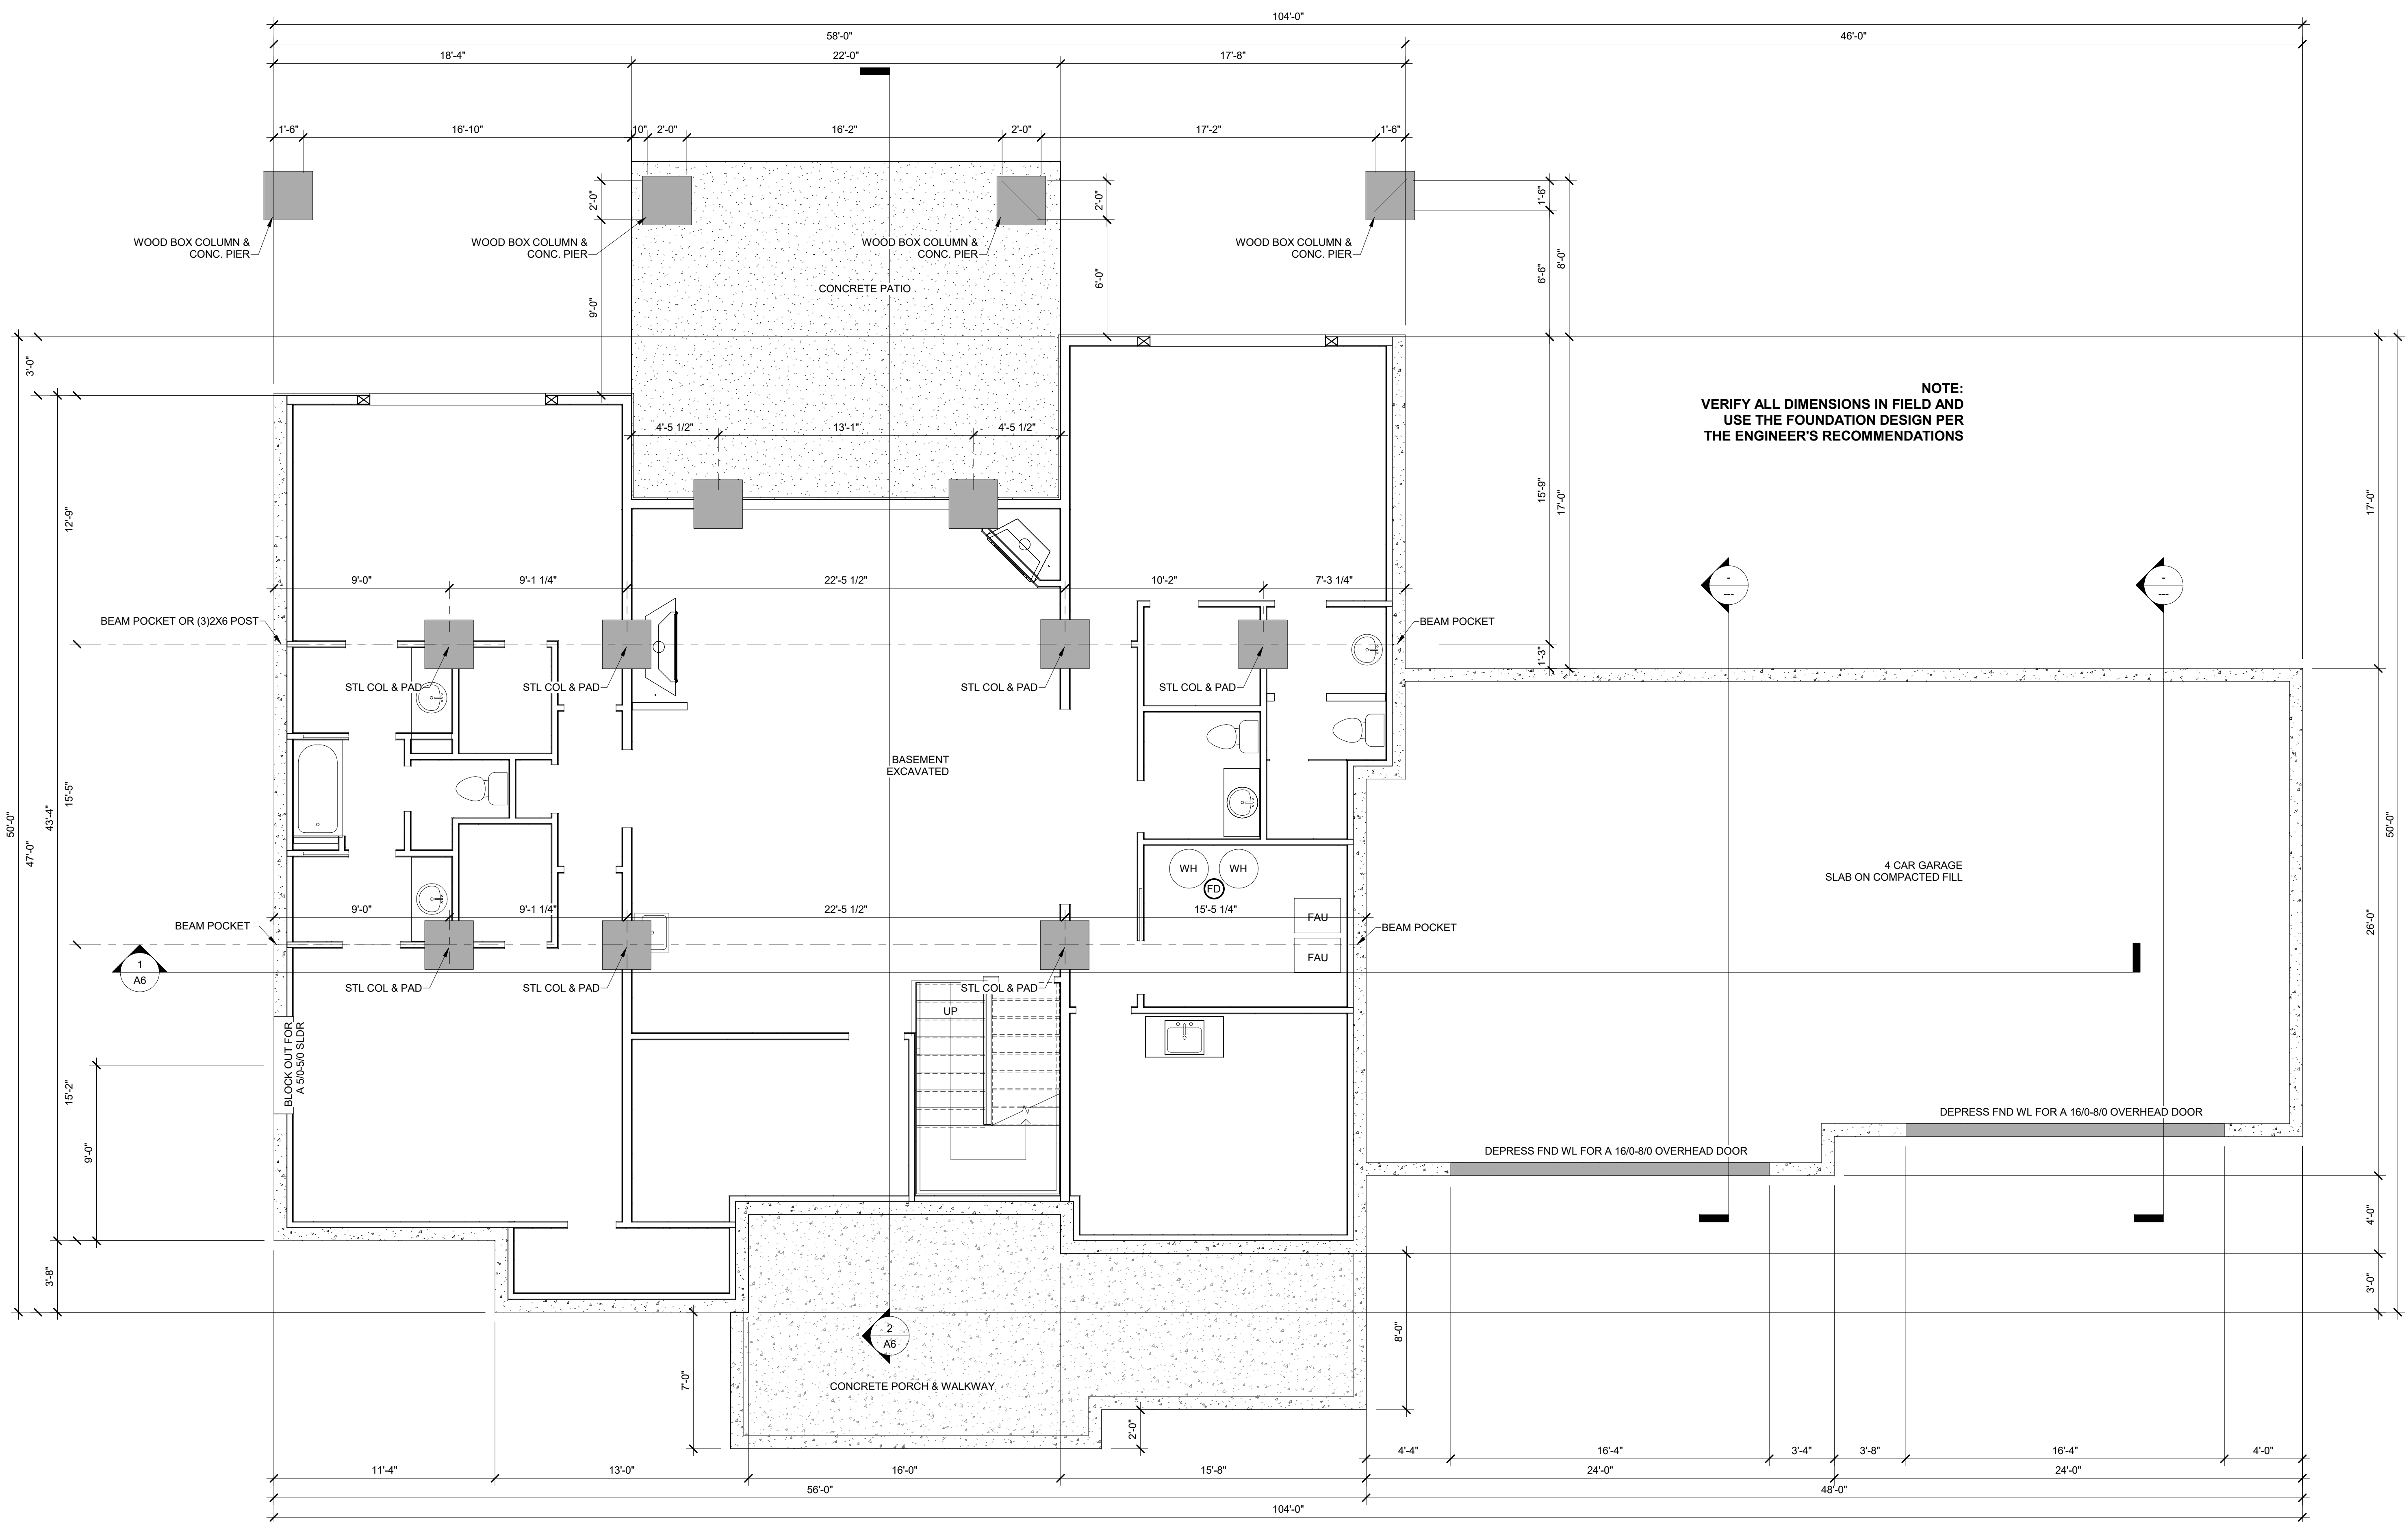 104'-0"
58'-0"
46'-0"
18'-4"
22'-0"
17'-8"
1'-6"
16'-10"
10"
2'-0"
16'-2"
2'-0"
17'-2"
1'-6"
2'-0"
2'-0"
1'-6"
WOOD BOX COLUMN &
CONC. PIER
WOOD BOX COLUMN &
CONC. PIER
WOOD BOX COLUMN &
CONC. PIER
WOOD BOX COLUMN &
CONC. PIER
6'-6"
8'-0"
6'-0"
9'-0"
CONCRETE PATIO
3'-0"
NOTE:
VERIFY ALL DIMENSIONS IN FIELD AND
USE THE FOUNDATION DESIGN PER
THE ENGINEER'S RECOMMENDATIONS
4'-5 1/2"
13'-1"
4'-5 1/2"
12'-9"
15'-9"
17'-0"
17'-0"
9'-0"
9'-1 1/4"
22'-5 1/2"
10'-2"
7'-3 1/4"
-
---
-
---
BEAM POCKET OR (3)2X6 POST
BEAM POCKET
1'-3"
STL COL & PAD
STL COL & PAD
STL COL & PAD
STL COL & PAD
BASEMENT
EXCAVATED
50'-0"
47'-0"
43'-4"
15'-5"
50'-0"
WH
WH
FD
4 CAR GARAGE
SLAB ON COMPACTED FILL
9'-0"
9'-1 1/4"
22'-5 1/2"
15'-5 1/4"
FAU
FAU
26'-0"
BEAM POCKET
BEAM POCKET
1
A6
STL COL & PAD
STL COL & PAD
STL COL & PAD
UP
BLOCK OUT FOR
A 5/0-5/0 SLDR
15'-2"
9'-0"
DEPRESS FND WL FOR A 16/0-8/0 OVERHEAD DOOR
DEPRESS FND WL FOR A 16/0-8/0 OVERHEAD DOOR
4'-0"
3'-8"
3'-0"
2
A6
8'-0"
7'-0"
CONCRETE PORCH & WALKWAY
2'-0"
4'-4"
16'-4"
3'-4"
3'-8"
16'-4"
4'-0"
11'-4"
13'-0"
16'-0"
15'-8"
24'-0"
24'-0"
56'-0"
48'-0"
104'-0"